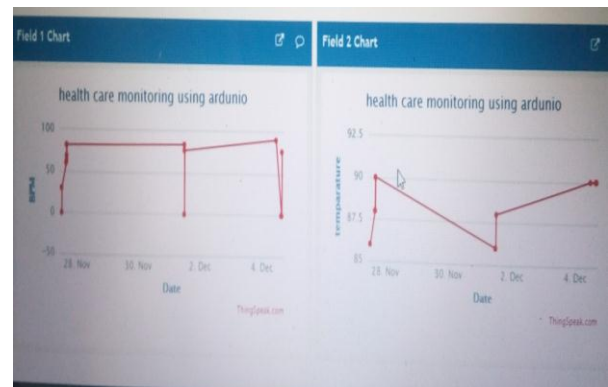 Field 1 Chart
health care monitoring using ardunio
100
50
0
-50
BPM
28. Nov
30. Nov
2. Dec
4. Dec
Date
ThingSpeak.com
Field 2 Chart
health care monitoring using ardunio
92.5
90
87.5
85
temparature
28. Nov
30. Nov
2. Dec
4. Dec
Date
ThingSpeak.com